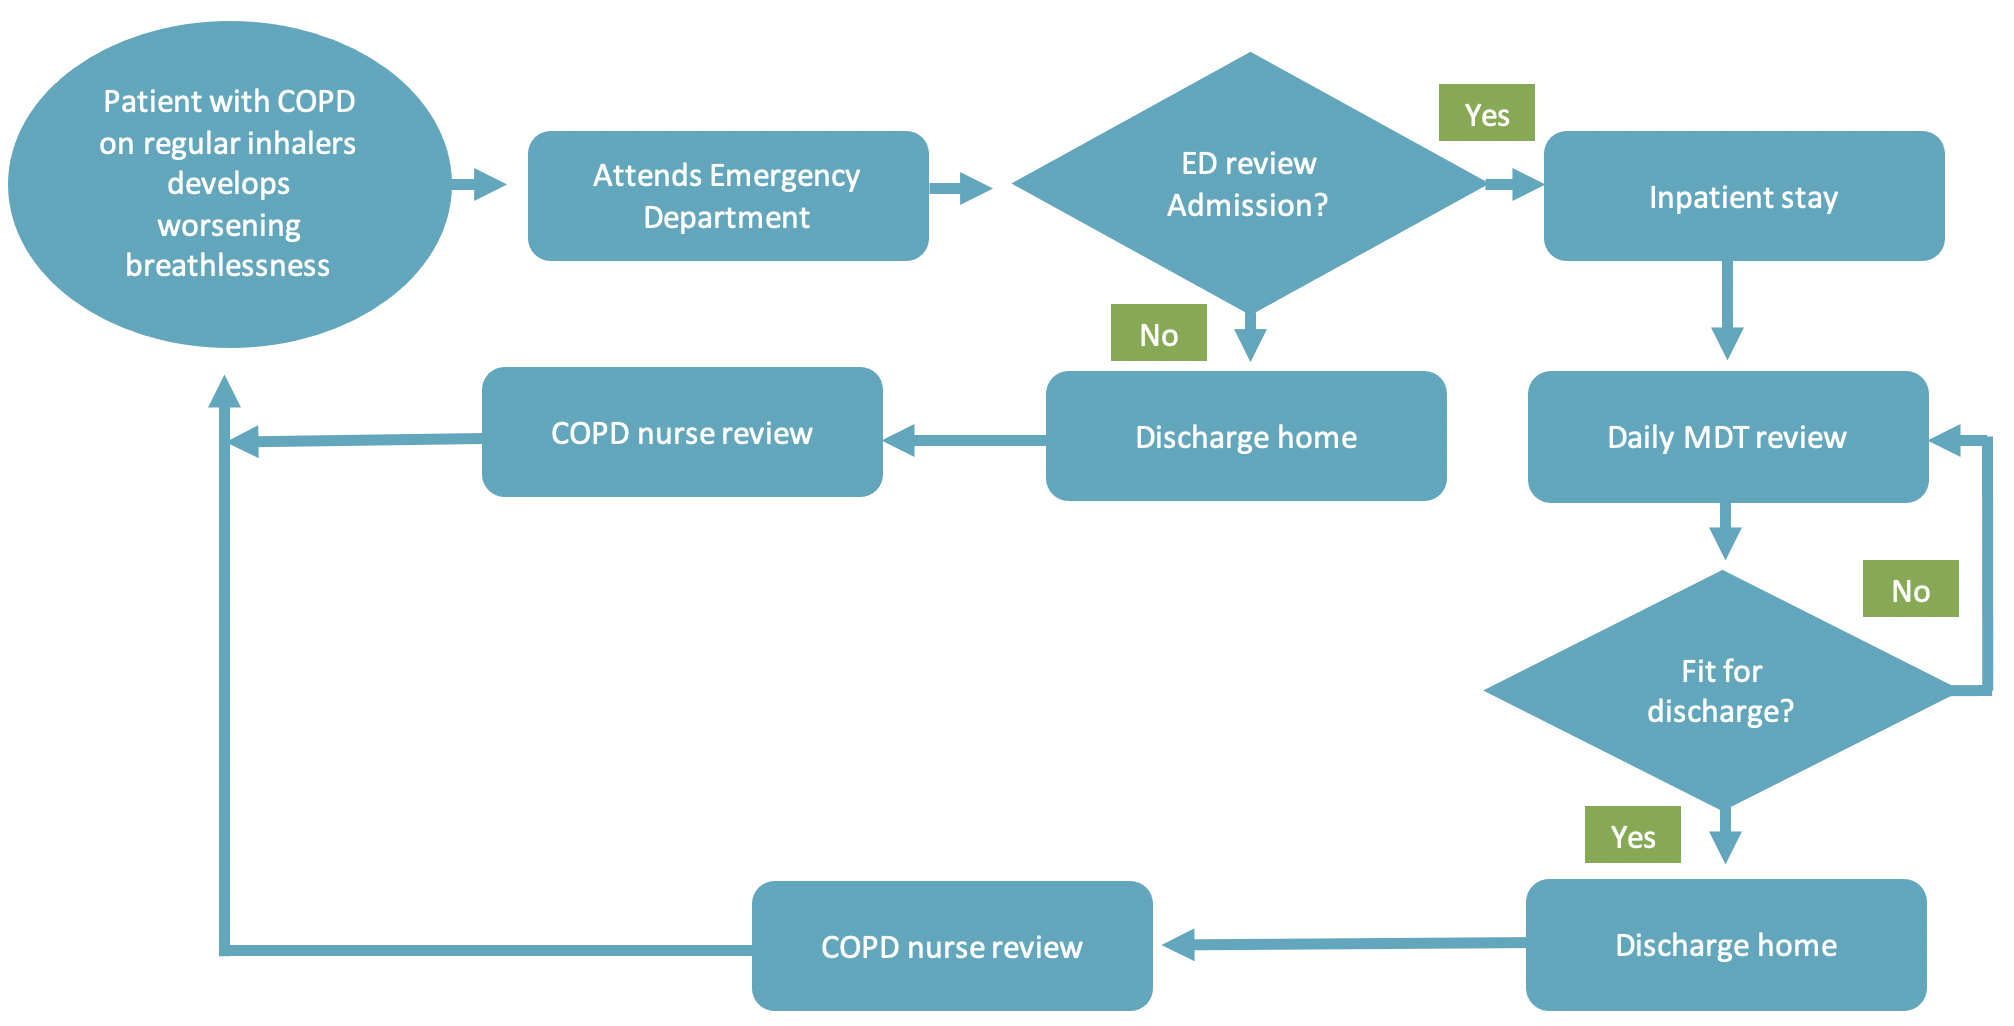 Patient with COPD
on regular inhalers
develops
worsening
breathlessness
Attends Emergency
Department
ED review
Admission?
Yes
Inpatient stay
No
COPD nurse review
Discharge home
Daily MDT review
No
Fit for
discharge?
Yes
COPD nurse review
Discharge home